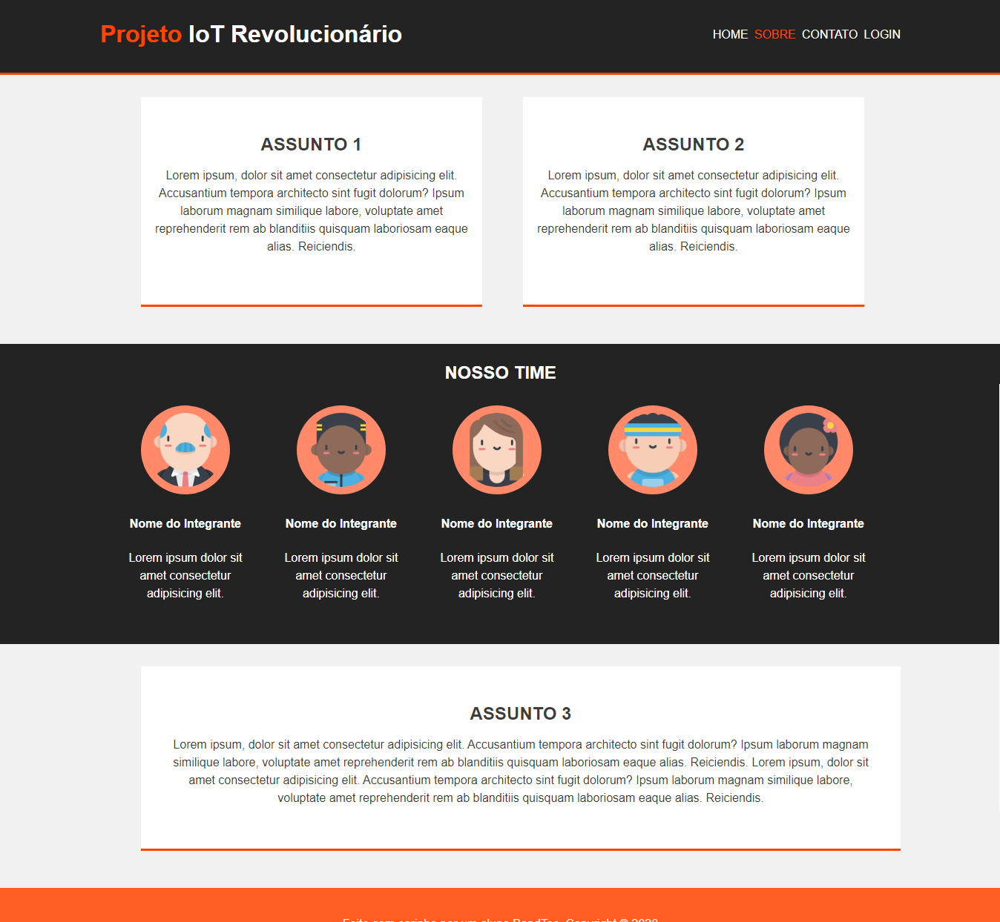 Projeto IoT Revolucionário
HOME SOBRE CONTATO LOGIN
ASSUNTO 1
Lorem ipsum, dolor sit amet consectetur adipisicing elit.
Accusantium tempora architecto sint fugit dolorum? Ipsum
laborum magnam similique labore, voluptate amet
reprehenderit rem ab blanditiis quisquam laboriosam eaque
alias. Reiciendis.
ASSUNTO 2
Lorem ipsum, dolor sit amet consectetur adipisicing elit.
Accusantium tempora architecto sint fugit dolorum? Ipsum
laborum magnam similique labore, voluptate amet
reprehenderit rem ab blanditiis quisquam laboriosam eaque
alias. Reiciendis.
NOSSO TIME
Nome do Integrante
Lorem ipsum dolor sit
amet consectetur
adipisicing elit.
Nome do Integrante
Lorem ipsum dolor sit
amet consectetur
adipisicing elit.
Nome do Integrante
Lorem ipsum dolor sit
amet consectetur
adipisicing elit.
Nome do Integrante
Lorem ipsum dolor sit
amet consectetur
adipisicing elit.
Nome do Integrante
Lorem ipsum dolor sit
amet consectetur
adipisicing elit.
ASSUNTO 3
Lorem ipsum, dolor sit amet consectetur adipisicing elit. Accusantium tempora architecto sint fugit dolorum? Ipsum laborum magnam
similique labore, voluptate amet reprehenderit rem ab blanditiis quisquam laboriosam eaque alias. Reiciendis. Lorem ipsum, dolor sit
amet consectetur adipisicing elit. Accusantium tempora architecto sint fugit dolorum? Ipsum laborum magnam similique labore,
voluptate amet reprehenderit rem ab blanditiis quisquam laboriosam eaque alias. Reiciendis.
Feito com carinho por um aluno BandTec. Copyright © 2020